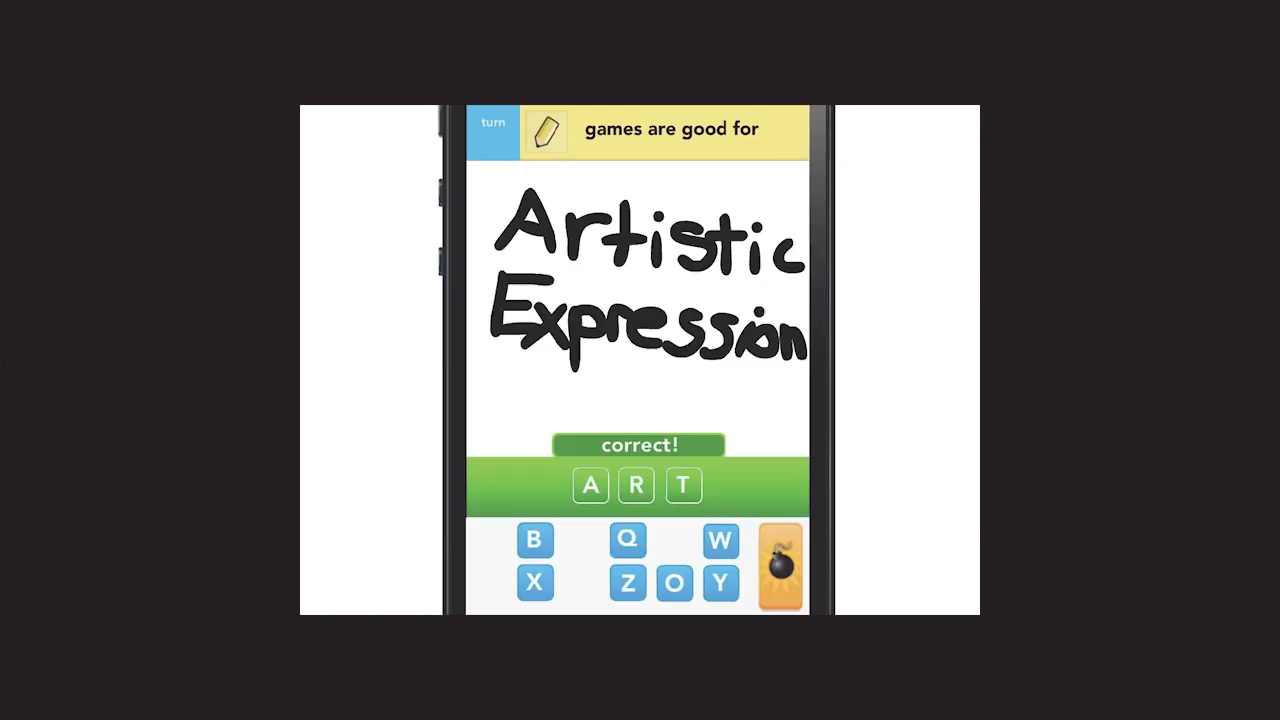 turn
games are good for
Artistic
Expression
correct!
A R T
B Q W
X Z O Y